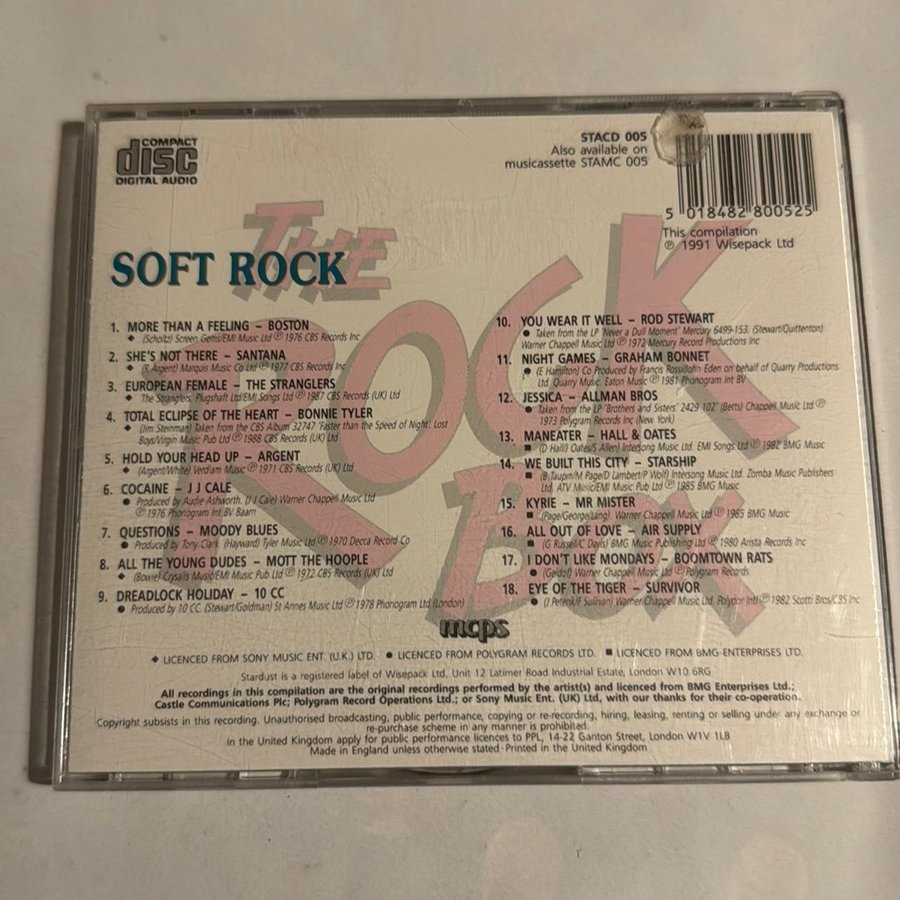 COMPACT
disc
DIGITAL AUDIO
STACD 005
Also available on
musicassette STAMC 005
5 018482 800525
This compilation
℗ 1991 Wisepack Ltd
THE
ROCK
BOX
SOFT ROCK
1. MORE THAN A FEELING – BOSTON
◆ (Scholtz) Screen Gems/EMI Music Ltd ℗ 1976 CBS Records Inc
2. SHE'S NOT THERE – SANTANA
◆ (R Argent) Marquis Music Co Ltd ℗ 1977 CBS Records Inc
3. EUROPEAN FEMALE – THE STRANGLERS
◆ The Stranglers. Plugshaft Ltd/EMI Songs Ltd ℗ 1987 CBS Records (UK) Ltd
4. TOTAL ECLIPSE OF THE HEART – BONNIE TYLER
◆ (Jim Steinman) Taken from the CBS Album 32747 'Faster than the Speed of Night'. Lost
Boys/Virgin Music Pub Ltd ℗ 1988 CBS Records (UK) Ltd
5. HOLD YOUR HEAD UP – ARGENT
◆ (Argent/White) Verdiam Music ℗ 1971 CBS Records (UK) Ltd
6. COCAINE – J J CALE
● Produced by Audie Ashworth. (J J Cale) Warner Chappell Music Ltd
℗ 1976 Phonogram Int BV Baarn
7. QUESTIONS – MOODY BLUES
● Produced by Tony Clark. (Hayward) Tyler Music Ltd ℗ 1970 Decca Record Co
8. ALL THE YOUNG DUDES – MOTT THE HOOPLE
◆ (Bowie) Crysalis Music/EMI Music Pub Ltd ℗ 1972 CBS Records (UK) Ltd
9. DREADLOCK HOLIDAY – 10 CC
● Produced by 10 CC. (Stewart/Goldman) St Annes Music Ltd ℗ 1978 Phonogram Ltd (London)
10. YOU WEAR IT WELL – ROD STEWART
● Taken from the LP 'Never a Dull Moment' Mercury 6499-153. (Stewart/Quittenton)
Warner Chappell Music Ltd ℗ 1972 Mercury Record Productions Inc
11. NIGHT GAMES – GRAHAM BONNET
● (E Hamilton) Co Produced by Francis Rossi/John Eden on behalf of Quarry Productions
Ltd. Quarry Music. Eaton Music ℗ 1981 Phonogram Int BV
12. JESSICA – ALLMAN BROS
● Taken from the LP 'Brothers and Sisters' 2429 102' (Betts) Chappell Music Ltd ℗
1973 Polygram Records Inc (New York)
13. MANEATER – HALL & OATES
■ (D Hall/J Oates/S Allen) Intersong Music Ltd. EMI Songs Ltd ℗ 1982 BMG Music
14. WE BUILT THIS CITY – STARSHIP
■ (B Taupin/M Page/D Lambert/P Wolf) Intersong Music Ltd. Zomba Music Publishers
Ltd. ATV Music/EMI Music Pub Ltd ℗ 1985 BMG Music
15. KYRIE – MR MISTER
■ (Page/George/Lang). Warner Chappell Music Ltd ℗ 1985 BMG Music.
16. ALL OUT OF LOVE – AIR SUPPLY
■ (G Russell/C Davis) BMG Music Publishing Ltd ℗ 1980 Arista Records Inc
17. I DON'T LIKE MONDAYS – BOOMTOWN RATS
● (Geldof) Warner Chappell Music Ltd ℗ Polygram Records
18. EYE OF THE TIGER – SURVIVOR
● (J Peterik/F Sullivan) Warner Chappell Music Ltd. Polydor Intl ℗ 1982 Scotti Bros/CBS Inc
mcps
◆ LICENCED FROM SONY MUSIC ENT. (U.K.) LTD. ● LICENCED FROM POLYGRAM RECORDS LTD. ■ LICENCED FROM BMG ENTERPRISES LTD.
Stardust is a registered label of Wisepack Ltd, Unit 12 Latimer Road Industrial Estate, London W10 6RG
All recordings in this compilation are the original recordings performed by the artist(s) and licenced from BMG Enterprises Ltd.;
Castle Communications Plc; Polygram Record Operations Ltd.; or Sony Music Ent. (UK) Ltd, with our thanks for their co-operation.
Copyright subsists in this recording. Unauthorised broadcasting, public performance, copying or re-recording, hiring, leasing, renting or selling under any exchange or
re-purchase scheme in any manner is prohibited.
In the United Kingdom apply for public performance licences to PPL, 14-22 Ganton Street, London W1V 1LB
Made in England unless otherwise stated · Printed in the United Kingdom